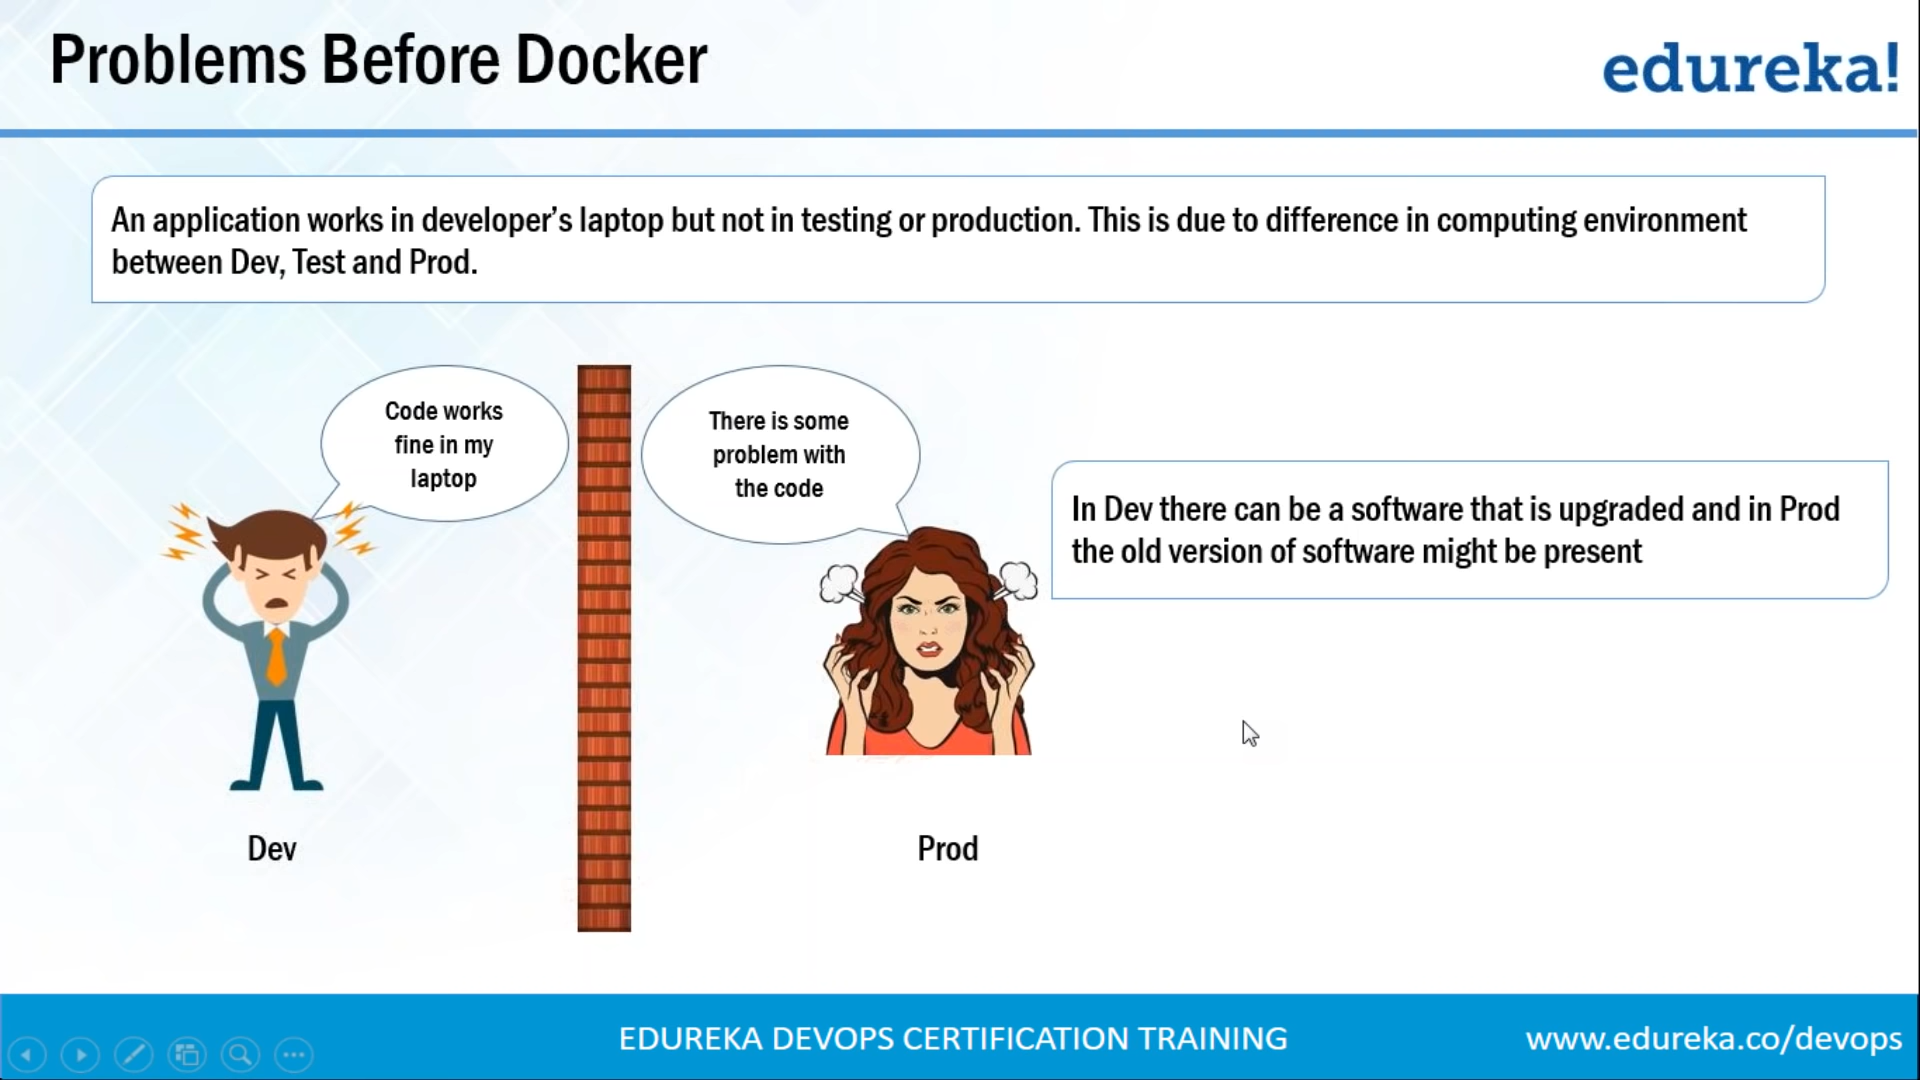 Problems Before Docker
edureka!
An application works in developer’s laptop but not in testing or production. This is due to difference in computing environment
between Dev, Test and Prod.
Code works
fine in my
laptop
There is some
problem with
the code
In Dev there can be a software that is upgraded and in Prod
the old version of software might be present
Dev
Prod
EDUREKA DEVOPS CERTIFICATION TRAINING
www.edureka.co/devops